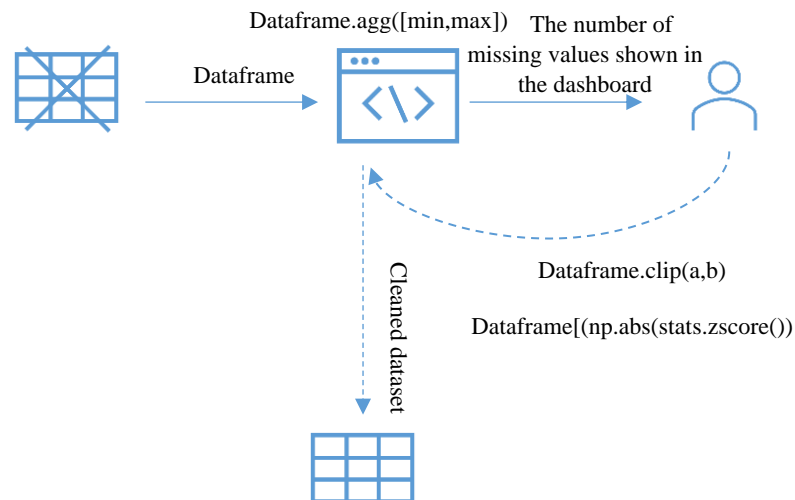 Dataframe.agg([min,max])
The number of
missing values shown in
the dashboard
Dataframe
</\>
Cleaned dataset
Dataframe.clip(a,b)
Dataframe[(np.abs(stats.zscore())